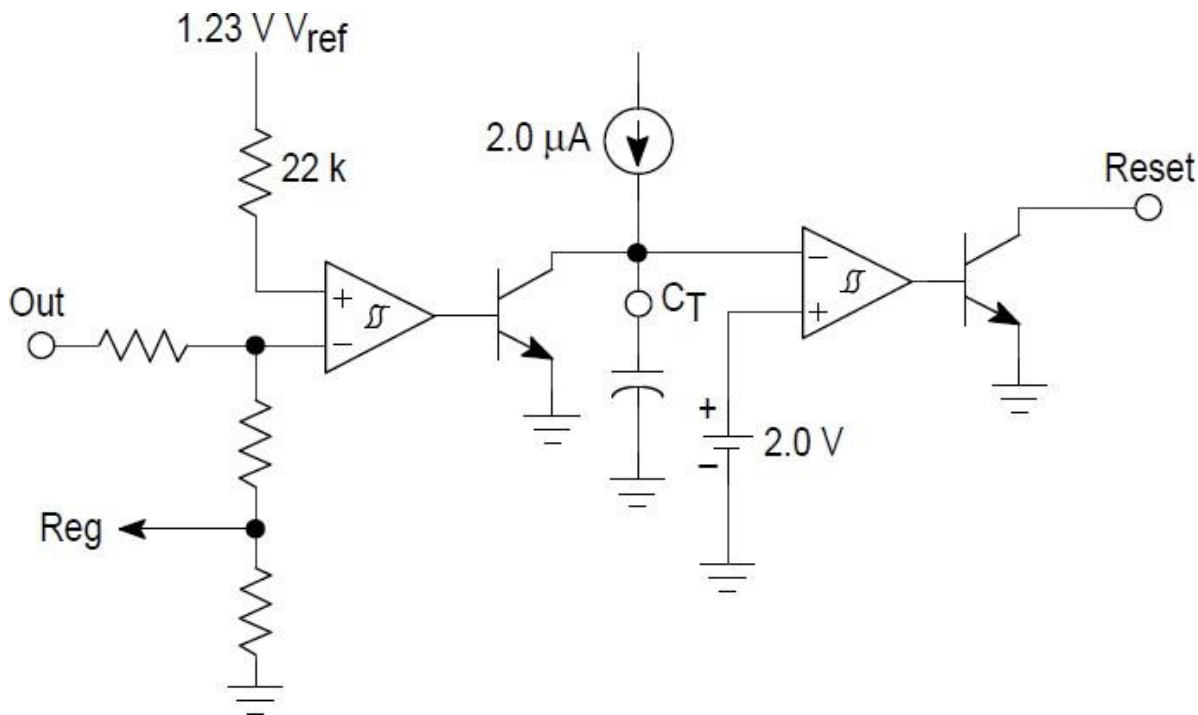 1.23 V Vref
22 k
2.0 µA
Reset
Out
+
−
CT
−
+
+
−
2.0 V
Reg